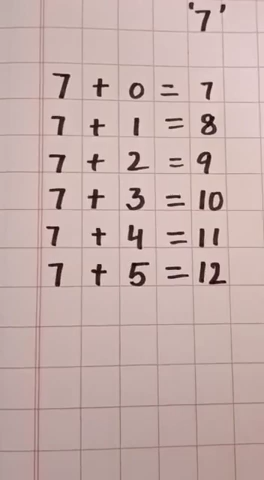 '7'
7 + 0 = 7
7 + 1 = 8
7 + 2 = 9
7 + 3 = 10
7 + 4 = 11
7 + 5 = 12